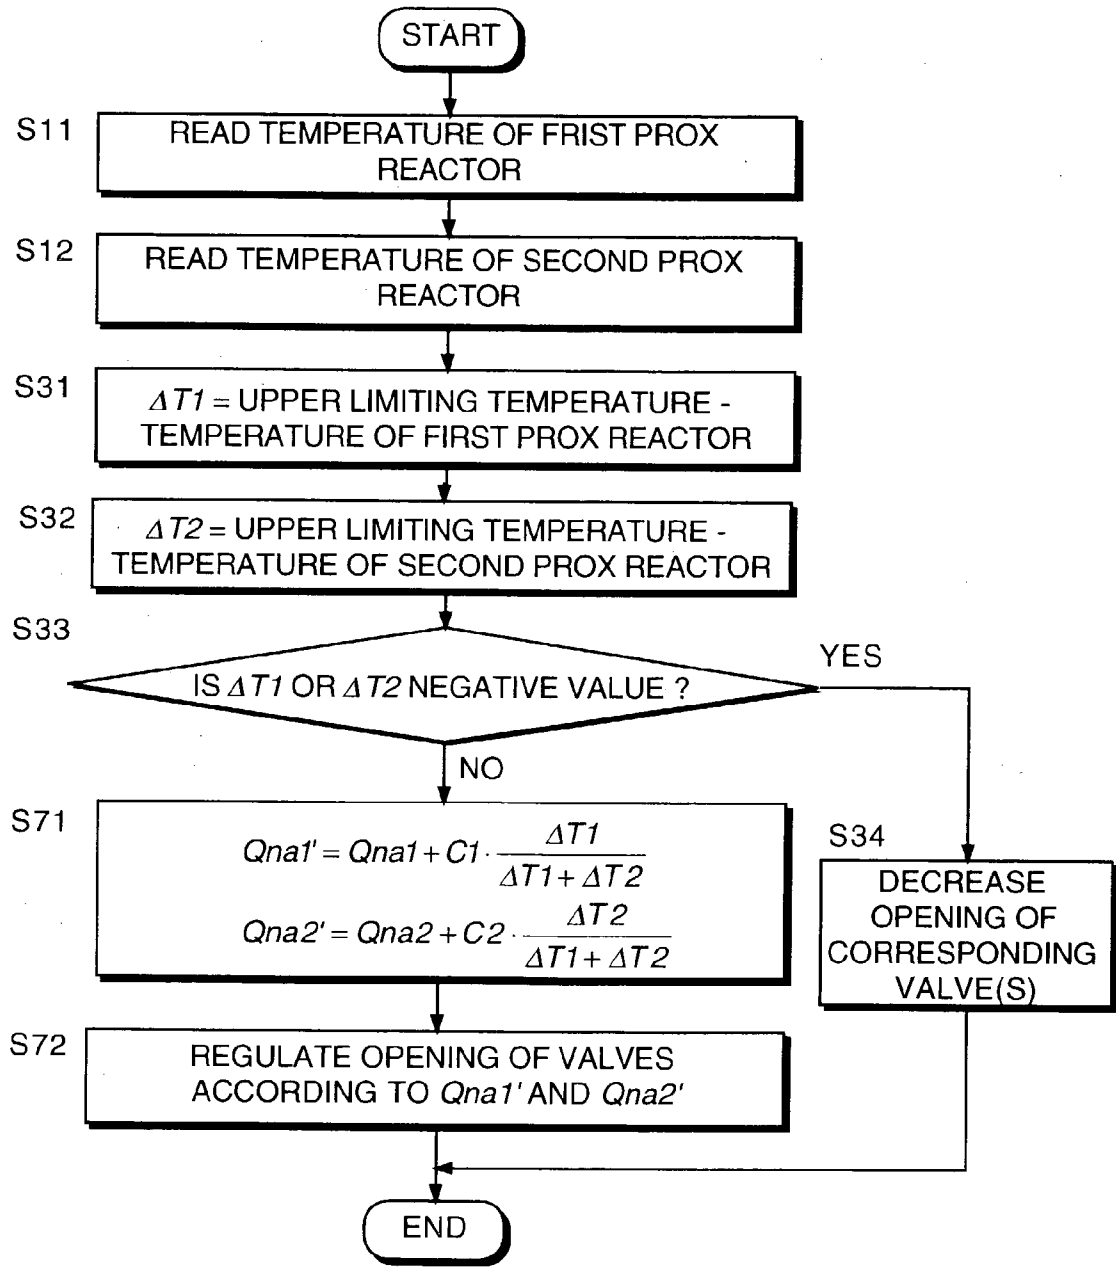 START
S11
READ TEMPERATURE OF FRIST PROX
REACTOR
S12
READ TEMPERATURE OF SECOND PROX
REACTOR
S31
ΔT1 = UPPER LIMITING TEMPERATURE -
TEMPERATURE OF FIRST PROX REACTOR
S32
ΔT2 = UPPER LIMITING TEMPERATURE -
TEMPERATURE OF SECOND PROX REACTOR
S33
IS ΔT1 OR ΔT2 NEGATIVE VALUE ?
YES
NO
S71
Qna1' = Qna1 + C1 · ΔT1 / ΔT1 + ΔT2
Qna2' = Qna2 + C2 · ΔT2 / ΔT1 + ΔT2
S34
DECREASE
OPENING OF
CORRESPONDING
VALVE(S)
S72
REGULATE OPENING OF VALVES
ACCORDING TO Qna1' AND Qna2'
END